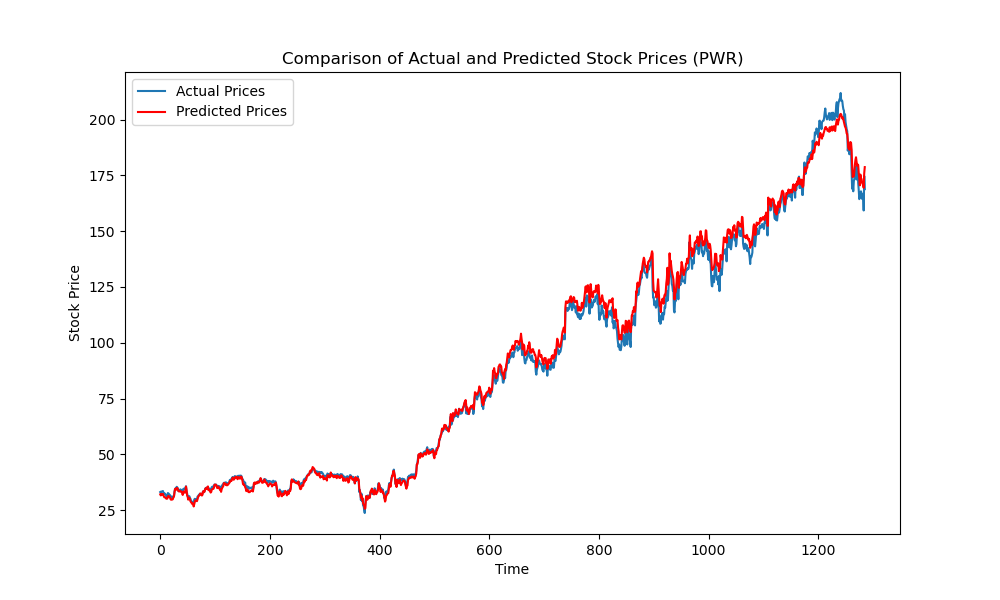 Comparison of Actual and Predicted Stock Prices (PWR)
Actual Prices
Predicted Prices
200
175
150
125
100
75
50
25
Stock Price
0 200 400 600 800 1000 1200
Time